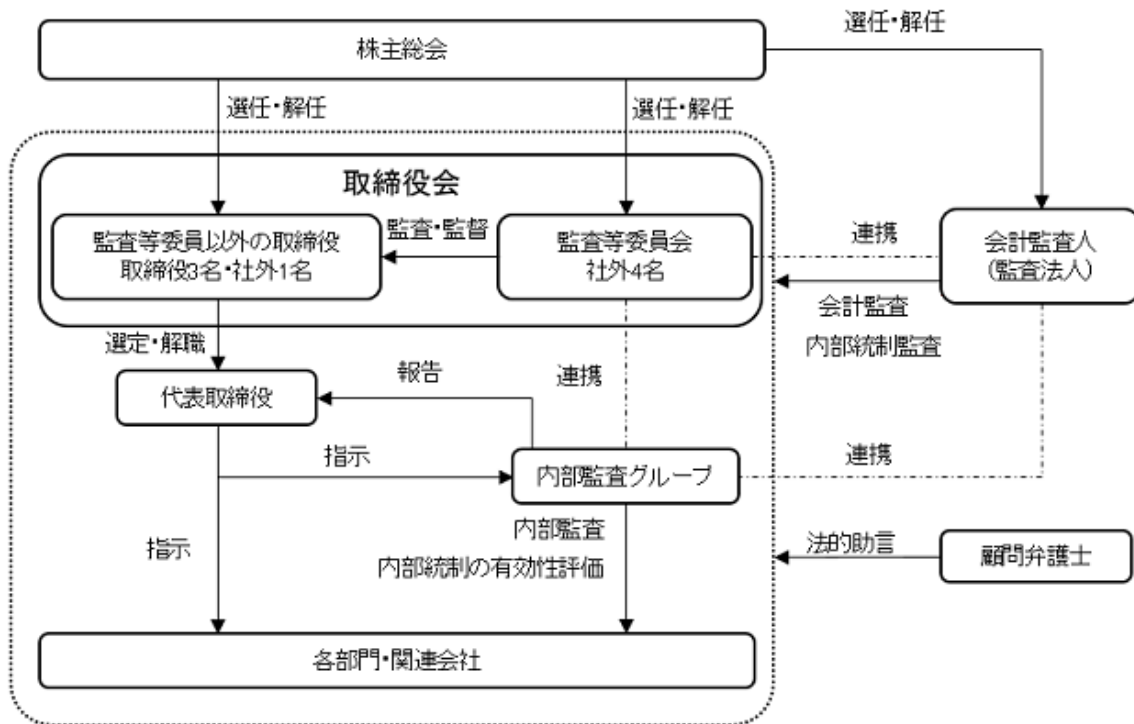 選任・解任
株主総会
選任・解任
選任・解任
取締役会
監査等委員以外の取締役
取締役3名・社外1名
監査・監督
監査等委員会
社外4名
連携
会計監査人
(監査法人)
会計監査
内部統制監査
選定・解職
報告
連携
代表取締役
指示
内部監査グループ
連携
内部監査
内部統制の有効性評価
指示
法的助言
顧問弁護士
各部門・関連会社